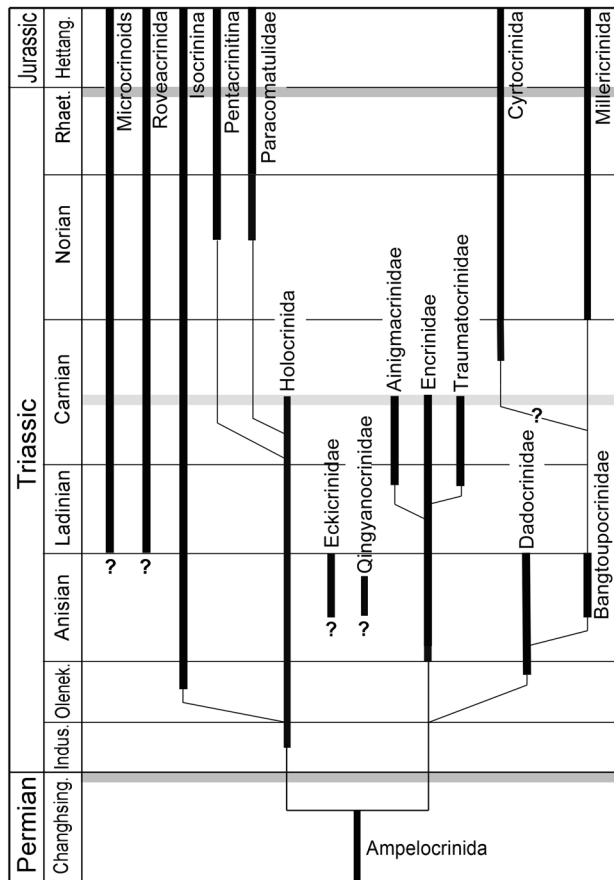 Jurassic
Hettang.
Microcrinoids
Roveacrinida
Isocrinina
Pentacrinitina
Paracomatulidae
Cyrtocrinida
Millericrinida
Rhaet.
Norian
Triassic
Carnian
Holocrinida
Ainigmacrinidae
Encrinidae
Traumatocrinidae
?
Ladinian
Eckicrinidae
Qingyanocrinidae
Dadocrinidae
Bangtoupocrinidae
? ?
Anisian
? ?
Olenek.
Indus.
Permian
Changhsing.
Ampelocrinida